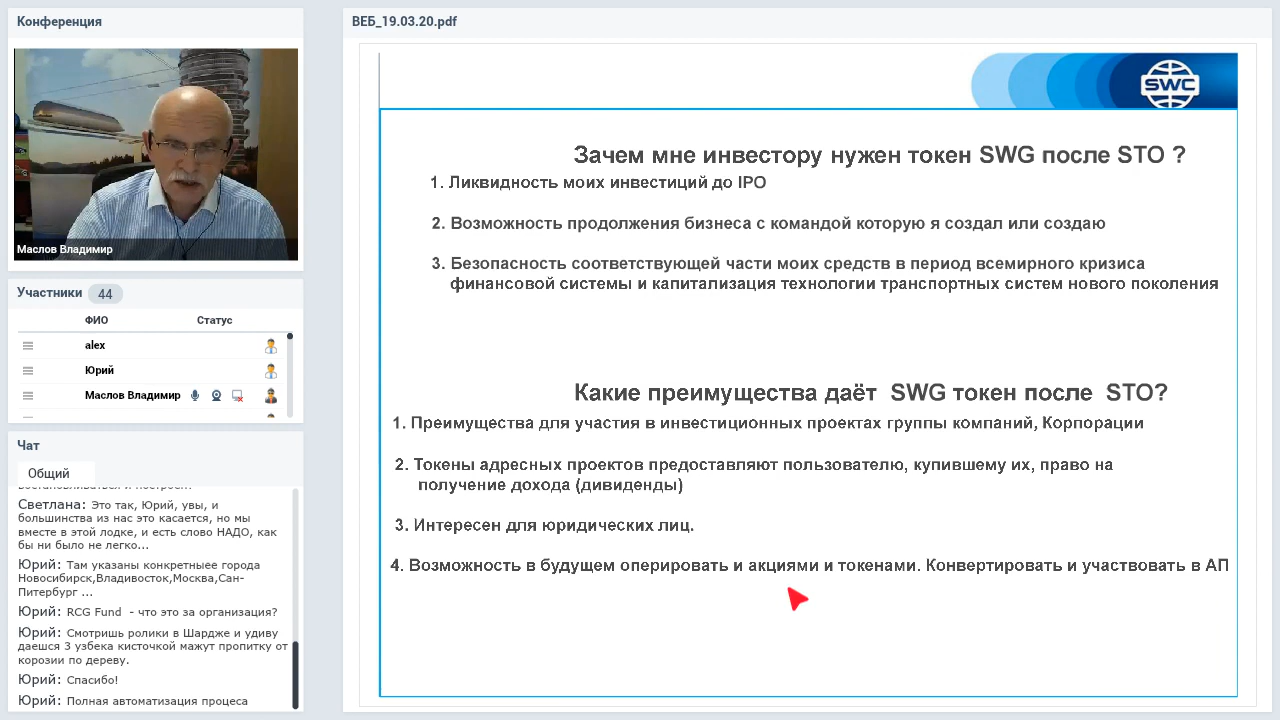 Конференция
Маслов Владимир
Участники 44
ФИО Статус
alex
Юрий
Маслов Владимир
Чат
Общий
Светлана: Это так, Юрий, увы, и
большинства из нас это касается, но мы
вместе в этой лодке, и есть слово НАДО, как
бы ни было не легко...
Юрий: Там указаны конкретныее города
Новосибирск,Владивосток,Москва,Сан-
Питербург ...
Юрий: RCG Fund - что это за организация?
Юрий: Смотришь ролики в Шардже и удиву
даешся 3 узбека кисточкой мажут пропитку от
корозии по дереву.
Юрий: Спасибо!
Юрий: Полная автоматизация процеса
ВЕБ_19.03.20.pdf
SWC
Зачем мне инвестору нужен токен SWG после STO ?
1. Ликвидность моих инвестиций до IPO
2. Возможность продолжения бизнеса с командой которую я создал или создаю
3. Безопасность соответствующей части моих средств в период всемирного кризиса
финансовой системы и капитализация технологии транспортных систем нового поколения
Какие преимущества даёт SWG токен после STO?
1. Преимущества для участия в инвестиционных проектах группы компаний, Корпорации
2. Токены адресных проектов предоставляют пользователю, купившему их, право на
получение дохода (дивиденды)
3. Интересен для юридических лиц.
4. Возможность в будущем оперировать и акциями и токенами. Конвертировать и участвовать в АП